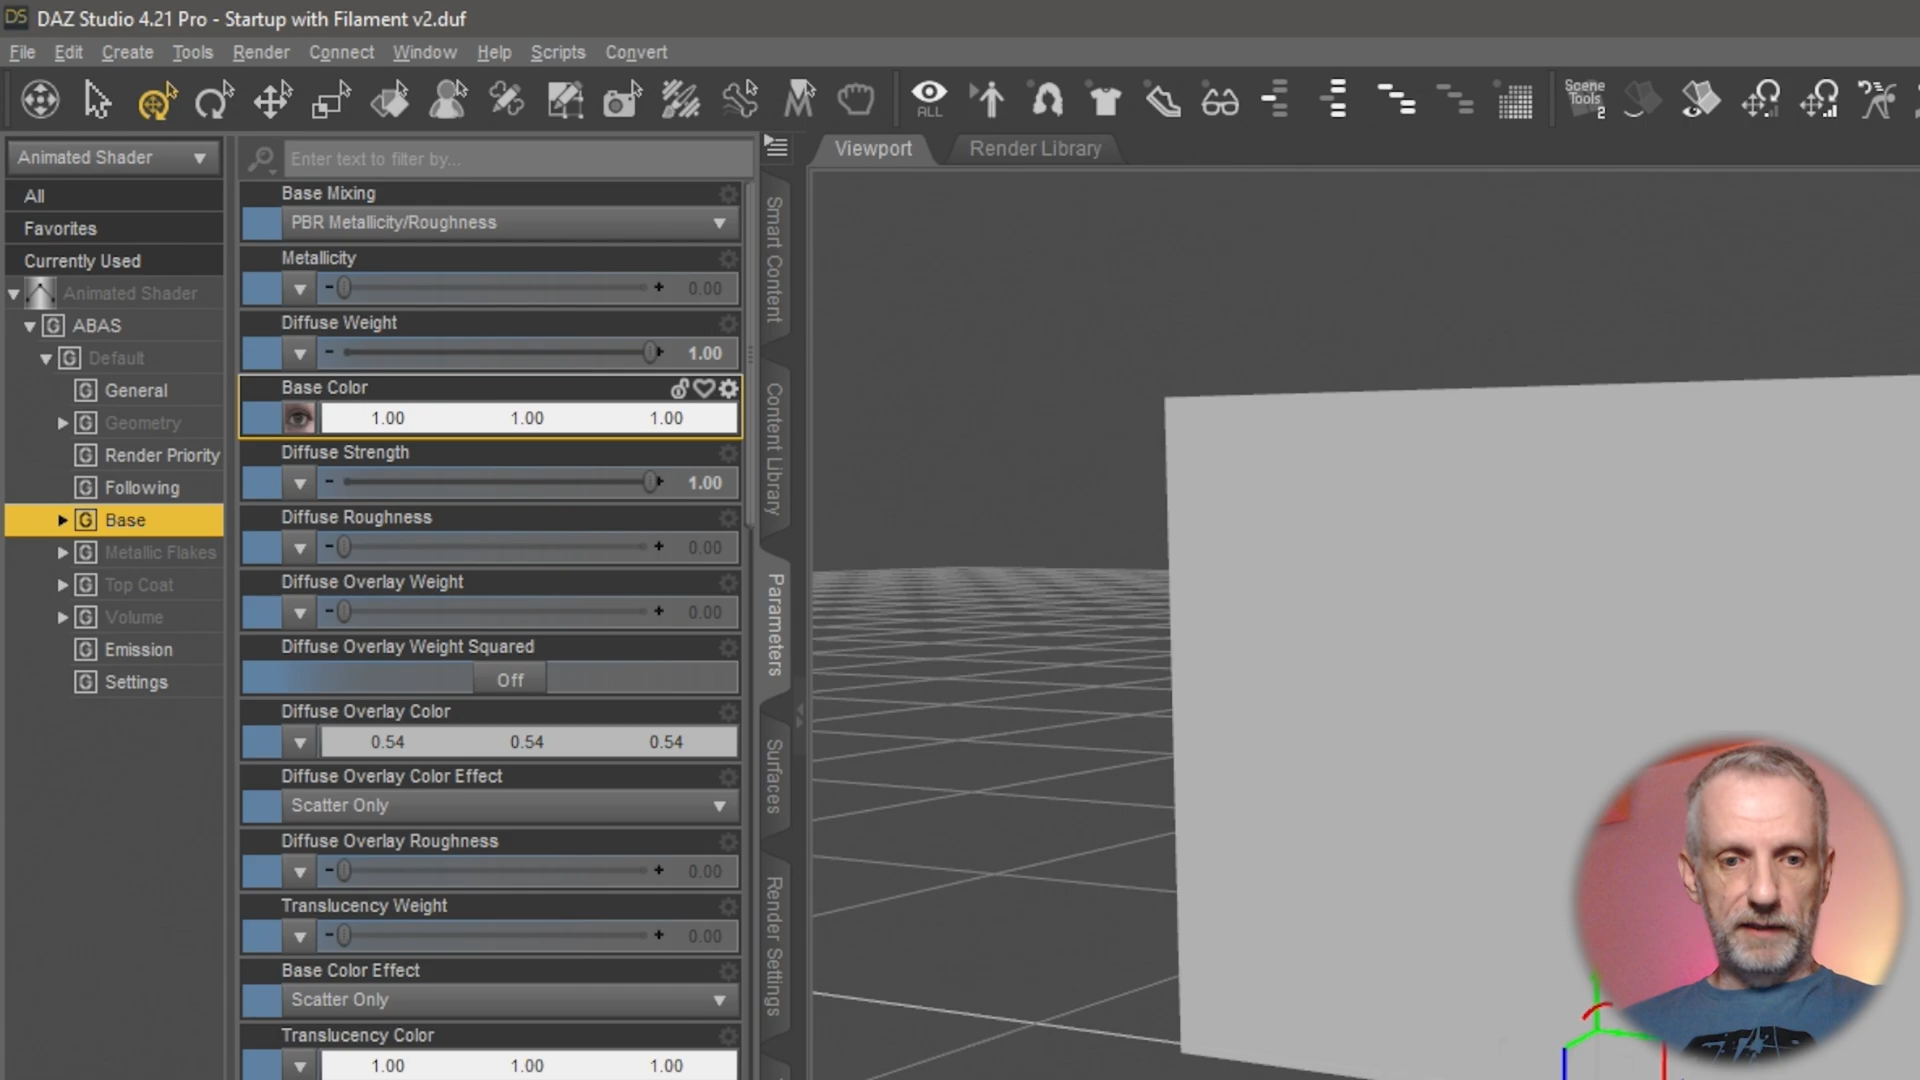 DS DAZ Studio 4.21 Pro - Startup with Filament v2.duf
File Edit Create Tools Render Connect Window Help Scripts Convert
ALL
Scene
Tools
2
Animated Shader
All
Favorites
Currently Used
Animated Shader
G ABAS
G Default
G General
G Geometry
G Render Priority
G Following
G Base
G Metallic Flakes
G Top Coat
G Volume
G Emission
G Settings
Enter text to filter by...
Base Mixing
PBR Metallicity/Roughness
Metallicity
- + 0.00
Diffuse Weight
- + 1.00
Base Color
1.00 1.00 1.00
Diffuse Strength
- + 1.00
Diffuse Roughness
- + 0.00
Diffuse Overlay Weight
- + 0.00
Diffuse Overlay Weight Squared
Off
Diffuse Overlay Color
0.54 0.54 0.54
Diffuse Overlay Color Effect
Scatter Only
Diffuse Overlay Roughness
- + 0.00
Translucency Weight
- + 0.00
Base Color Effect
Scatter Only
Translucency Color
1.00 1.00 1.00
Smart Content
Content Library
Parameters
Surfaces
Render Settings
Viewport
Render Library